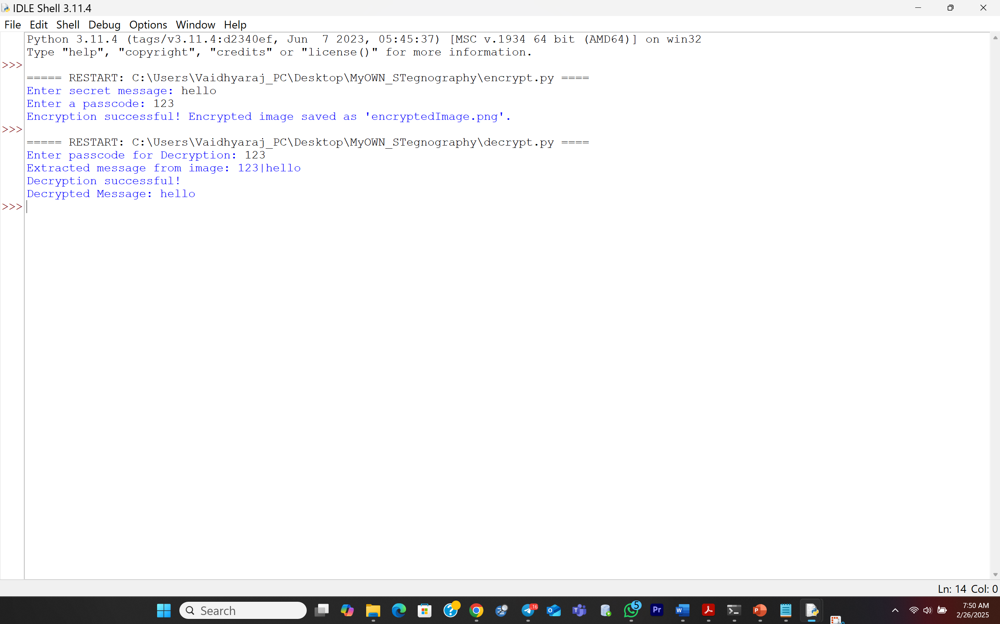 IDLE Shell 3.11.4
File Edit Shell Debug Options Window Help
Python 3.11.4 (tags/v3.11.4:d2340ef, Jun  7 2023, 05:45:37) [MSC v.1934 64 bit (AMD64)] on win32
Type "help", "copyright", "credits" or "license()" for more information.
>>>
===== RESTART: C:\Users\Vaidhyaraj_PC\Desktop\MyOWN_STegnography\encrypt.py ====
Enter secret message: hello
Enter a passcode: 123
Encryption successful! Encrypted image saved as 'encryptedImage.png'.
>>>
===== RESTART: C:\Users\Vaidhyaraj_PC\Desktop\MyOWN_STegnography\decrypt.py ====
Enter passcode for Decryption: 123
Extracted message from image: 123|hello
Decryption successful!
Decrypted Message: hello
>>>
Ln: 14 Col: 0
Search
..16
5
Pr
7:50 AM
2/26/2025